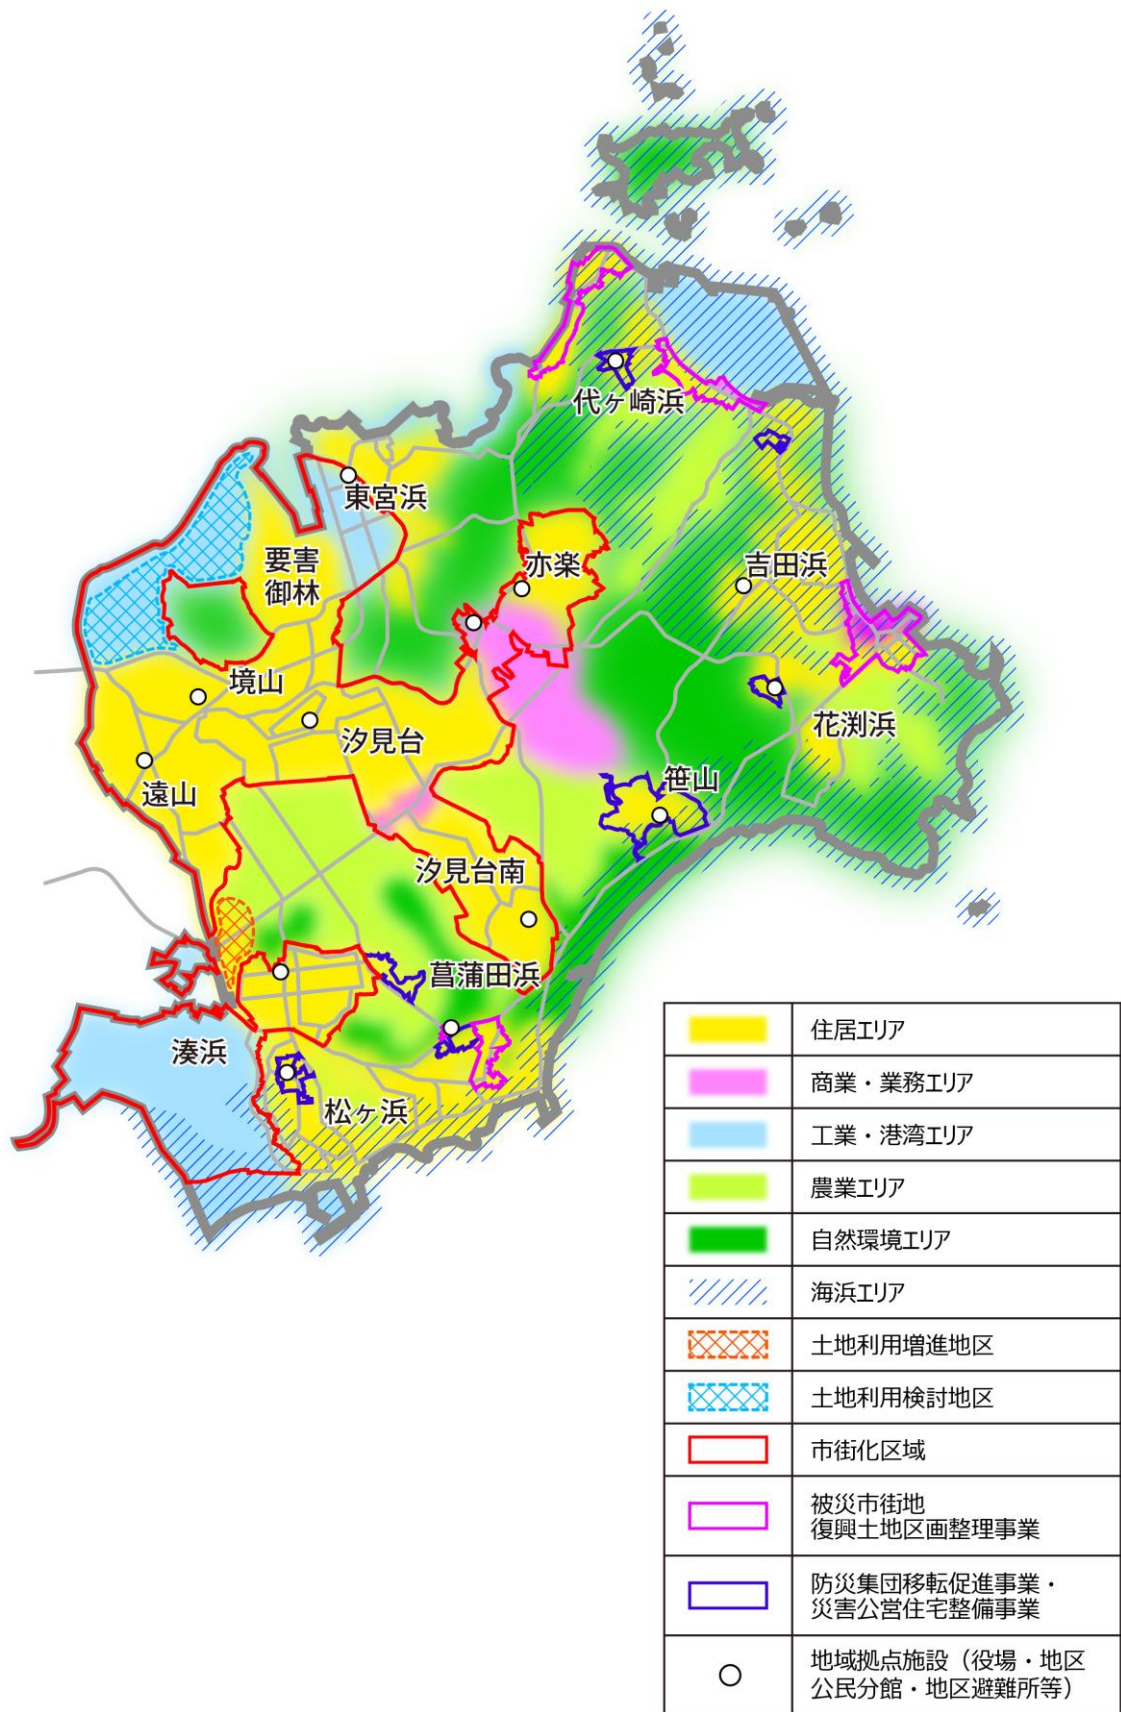 代ヶ崎浜
東宮浜
要害
御林
亦楽
吉田浜
境山
汐見台
花渕浜
遠山
笹山
汐見台南
菖蒲田浜
湊浜
松ヶ浜
住居エリア
商業・業務エリア
工業・港湾エリア
農業エリア
自然環境エリア
海浜エリア
土地利用増進地区
土地利用検討地区
市街化区域
被災市街地
復興土地区画整理事業
防災集団移転促進事業・
災害公営住宅整備事業
地域拠点施設（役場・地区
公民分館・地区避難所等）